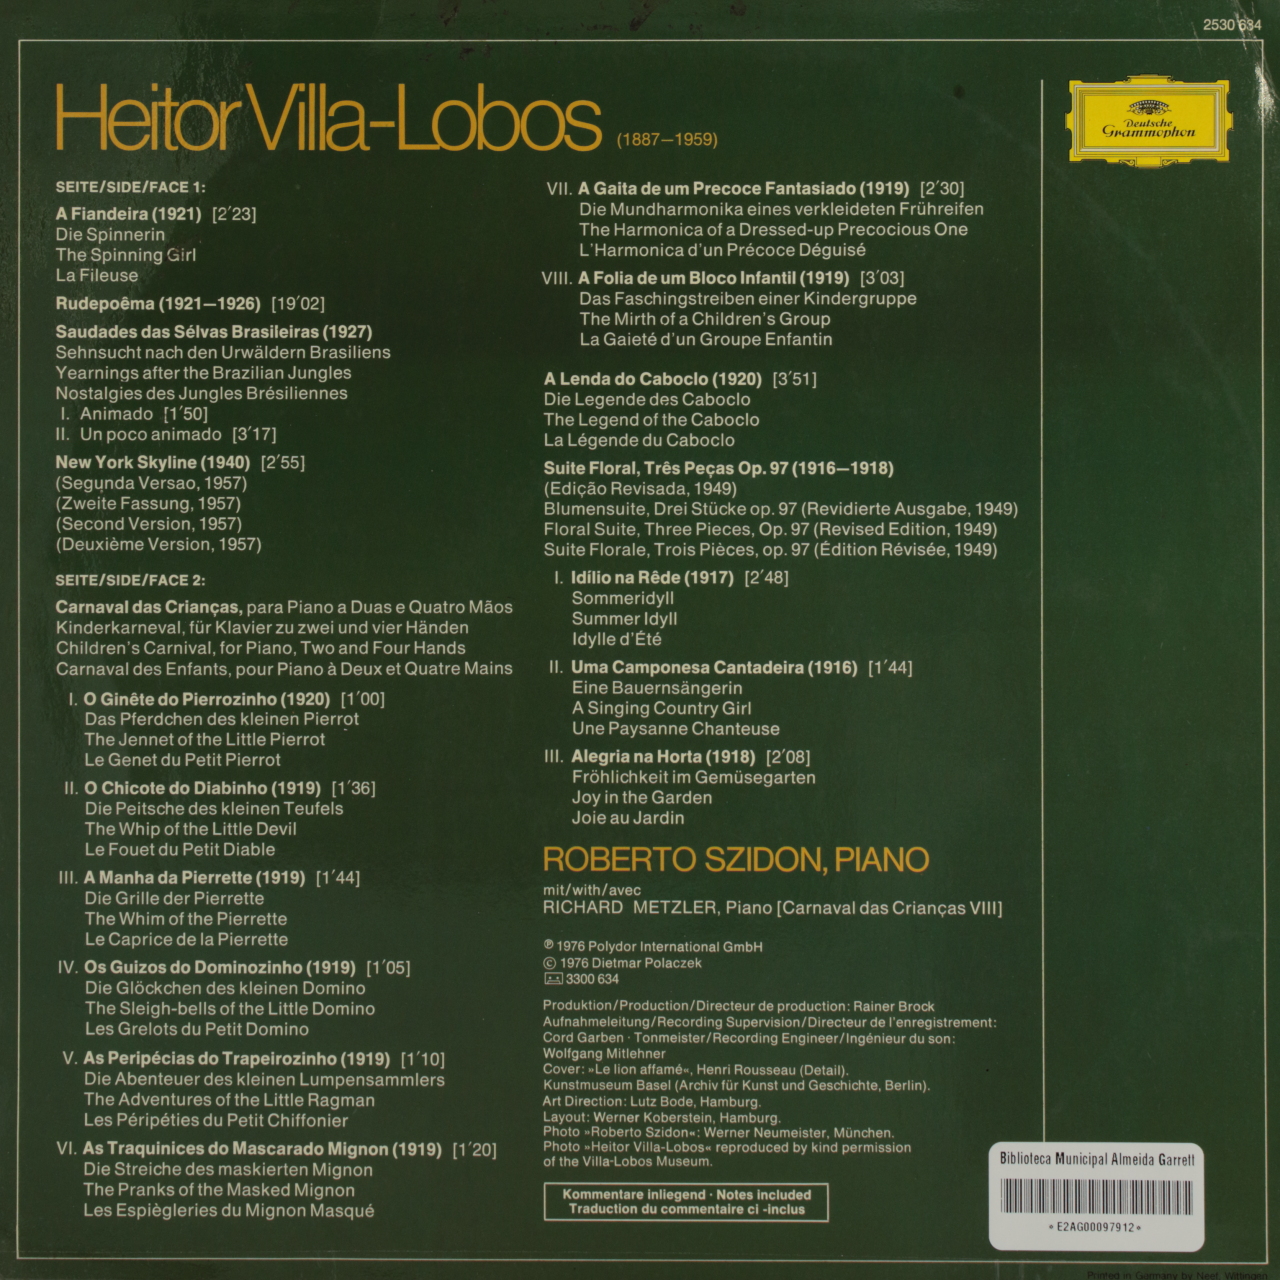 2530 634
Heitor Villa-Lobos (1887—1959)
Deutsche
Grammophon
SEITE/SIDE/FACE 1:
A Fiandeira (1921) [2′23]
Die Spinnerin
The Spinning Girl
La Fileuse
Rudepoêma (1921—1926) [19′02]
Saudades das Sélvas Brasileiras (1927)
Sehnsucht nach den Urwäldern Brasiliens
Yearnings after the Brazilian Jungles
Nostalgies des Jungles Brésiliennes
I. Animado [1′50]
II. Un poco animado [3′17]
New York Skyline (1940) [2′55]
(Segunda Versao, 1957)
(Zweite Fassung, 1957)
(Second Version, 1957)
(Deuxième Version, 1957)
SEITE/SIDE/FACE 2:
Carnaval das Crianças, para Piano a Duas e Quatro Mãos
Kinderkarneval, für Klavier zu zwei und vier Händen
Children's Carnival, for Piano, Two and Four Hands
Carnaval des Enfants, pour Piano à Deux et Quatre Mains
I. O Ginête do Pierrozinho (1920) [1′00]
Das Pferdchen des kleinen Pierrot
The Jennet of the Little Pierrot
Le Genet du Petit Pierrot
II. O Chicote do Diabinho (1919) [1′36]
Die Peitsche des kleinen Teufels
The Whip of the Little Devil
Le Fouet du Petit Diable
III. A Manha da Pierrette (1919) [1′44]
Die Grille der Pierrette
The Whim of the Pierrette
Le Caprice de la Pierrette
IV. Os Guizos do Dominozinho (1919) [1′05]
Die Glöckchen des kleinen Domino
The Sleigh-bells of the Little Domino
Les Grelots du Petit Domino
V. As Peripécias do Trapeirozinho (1919) [1′10]
Die Abenteuer des kleinen Lumpensammlers
The Adventures of the Little Ragman
Les Péripéties du Petit Chiffonier
VI. As Traquinices do Mascarado Mignon (1919) [1′20]
Die Streiche des maskierten Mignon
The Pranks of the Masked Mignon
Les Espiègleries du Mignon Masqué
VII. A Gaita de um Precoce Fantasiado (1919) [2′30]
Die Mundharmonika eines verkleideten Frühreifen
The Harmonica of a Dressed-up Precocious One
L'Harmonica d'un Précoce Déguisé
VIII. A Folia de um Bloco Infantil (1919) [3′03]
Das Faschingstreiben einer Kindergruppe
The Mirth of a Children's Group
La Gaieté d'un Groupe Enfantin
A Lenda do Caboclo (1920) [3′51]
Die Legende des Caboclo
The Legend of the Caboclo
La Légende du Caboclo
Suite Floral, Três Peças Op. 97 (1916—1918)
(Edição Revisada, 1949)
Blumensuite, Drei Stücke op. 97 (Revidierte Ausgabe, 1949)
Floral Suite, Three Pieces, Op. 97 (Revised Edition, 1949)
Suite Florale, Trois Pièces, op. 97 (Édition Révisée, 1949)
I. Idílio na Rêde (1917) [2′48]
Sommeridyll
Summer Idyll
Idylle d'Été
II. Uma Camponesa Cantadeira (1916) [1′44]
Eine Bauernsängerin
A Singing Country Girl
Une Paysanne Chanteuse
III. Alegria na Horta (1918) [2′08]
Fröhlichkeit im Gemüsegarten
Joy in the Garden
Joie au Jardin
ROBERTO SZIDON, PIANO
mit/with/avec
RICHARD METZLER, Piano [Carnaval das Crianças VIII]
℗ 1976 Polydor International GmbH
© 1976 Dietmar Polaczek
3300 634
Produktion/Production/Directeur de production: Rainer Brock
Aufnahmeleitung/Recording Supervision/Directeur de l'enregistrement:
Cord Garben · Tonmeister/Recording Engineer/Ingénieur du son:
Wolfgang Mitlehner
Cover: »Le lion affamé«, Henri Rousseau (Detail).
Kunstmuseum Basel (Archiv für Kunst und Geschichte, Berlin).
Art Direction: Lutz Bode, Hamburg.
Layout: Werner Koberstein, Hamburg.
Photo »Roberto Szidon«: Werner Neumeister, München.
Photo »Heitor Villa-Lobos« reproduced by kind permission
of the Villa-Lobos Museum.
Kommentare inliegend · Notes included
Traduction du commentaire ci-inclus
Biblioteca Municipal Almeida Garrett
*E2AG00097912*
Printed in Germany by Neef, Wittingen